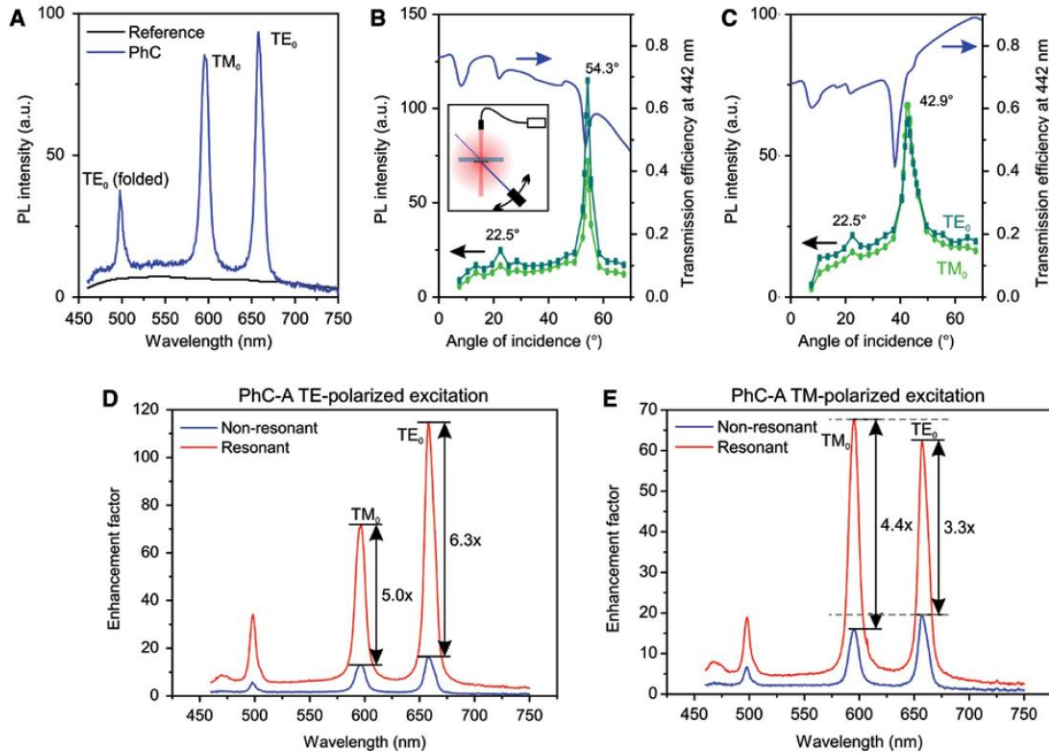 A
100
50
0
PL intensity (a.u.)
Reference
PhC
TE0 (folded)
TM0
TE0
450 500 550 600 650 700 750
Wavelength (nm)
B
150
100
50
0
PL intensity (a.u.)
54.3°
22.5°
0.8
0.6
0.4
0.2
0.0
Transmission efficiency at 442 nm
0 20 40 60
Angle of incidence (°)
C
100
50
0
PL intensity (a.u.)
42.9°
22.5°
TE0
TM0
0.8
0.6
0.4
0.2
0.0
Transmission efficiency at 442 nm
0 20 40 60
Angle of incidence (°)
D
PhC-A TE-polarized excitation
120
100
80
60
40
20
0
Enhancement factor
Non-resonant
Resonant
TM0
TE0
5.0x
6.3x
450 500 550 600 650 700 750
Wavelength (nm)
E
PhC-A TM-polarized excitation
70
60
50
40
30
20
10
0
Enhancement factor
Non-resonant
Resonant
TM0
TE0
4.4x
3.3x
450 500 550 600 650 700 750
Wavelength (nm)